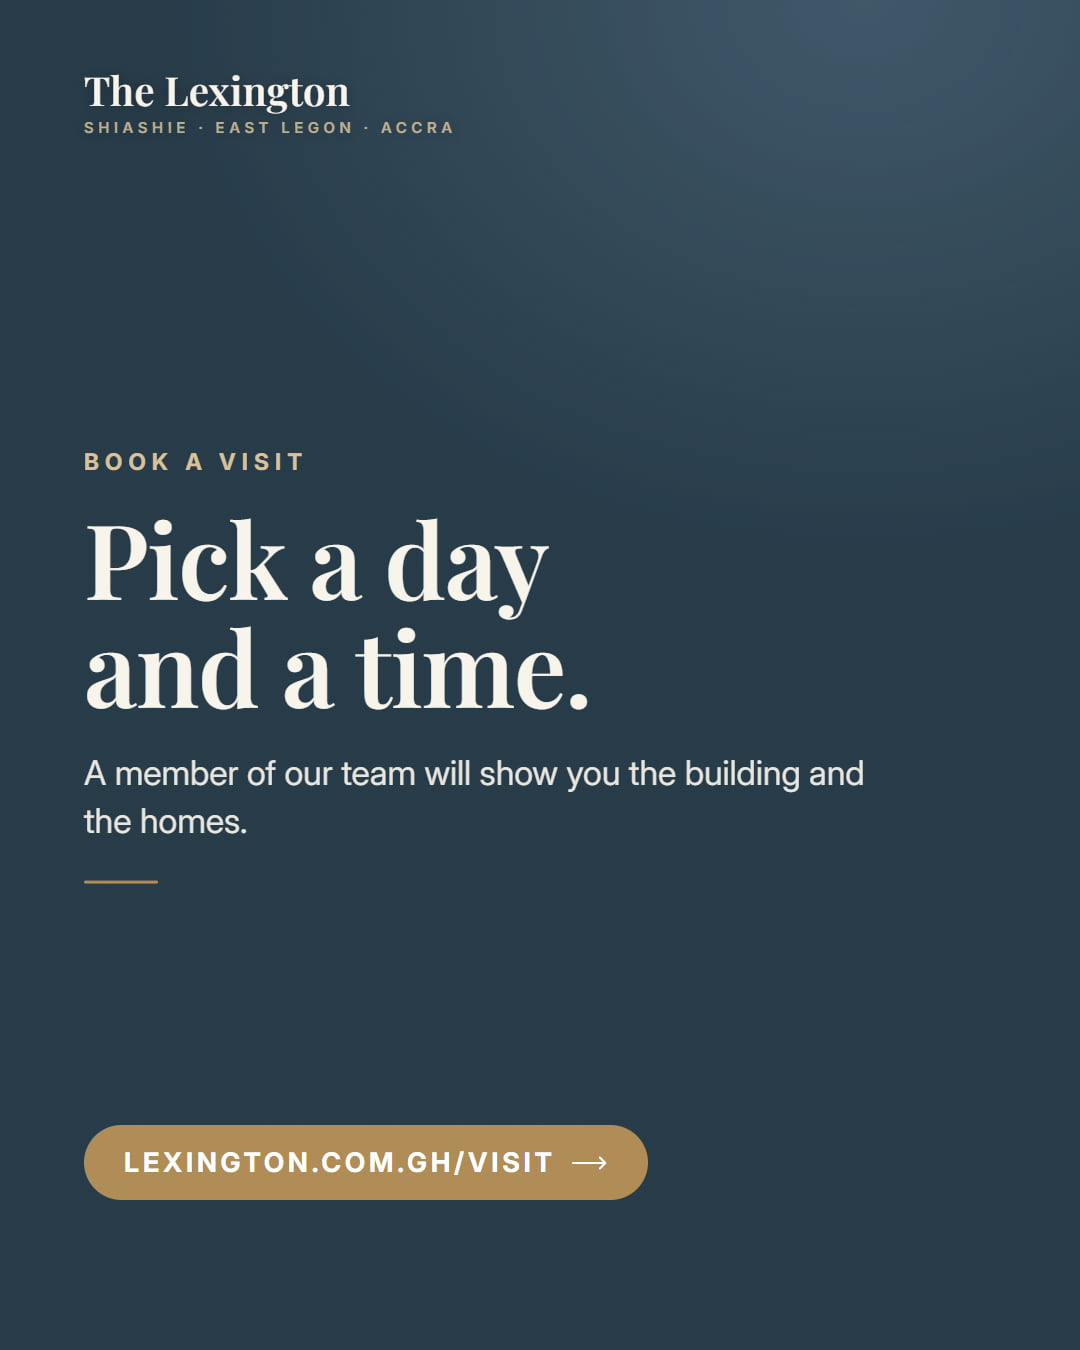 The Lexington
SHIASHIE · EAST LEGON · ACCRA
BOOK A VISIT
Pick a day
and a time.
A member of our team will show you the building and
the homes.
LEXINGTON.COM.GH/VISIT →